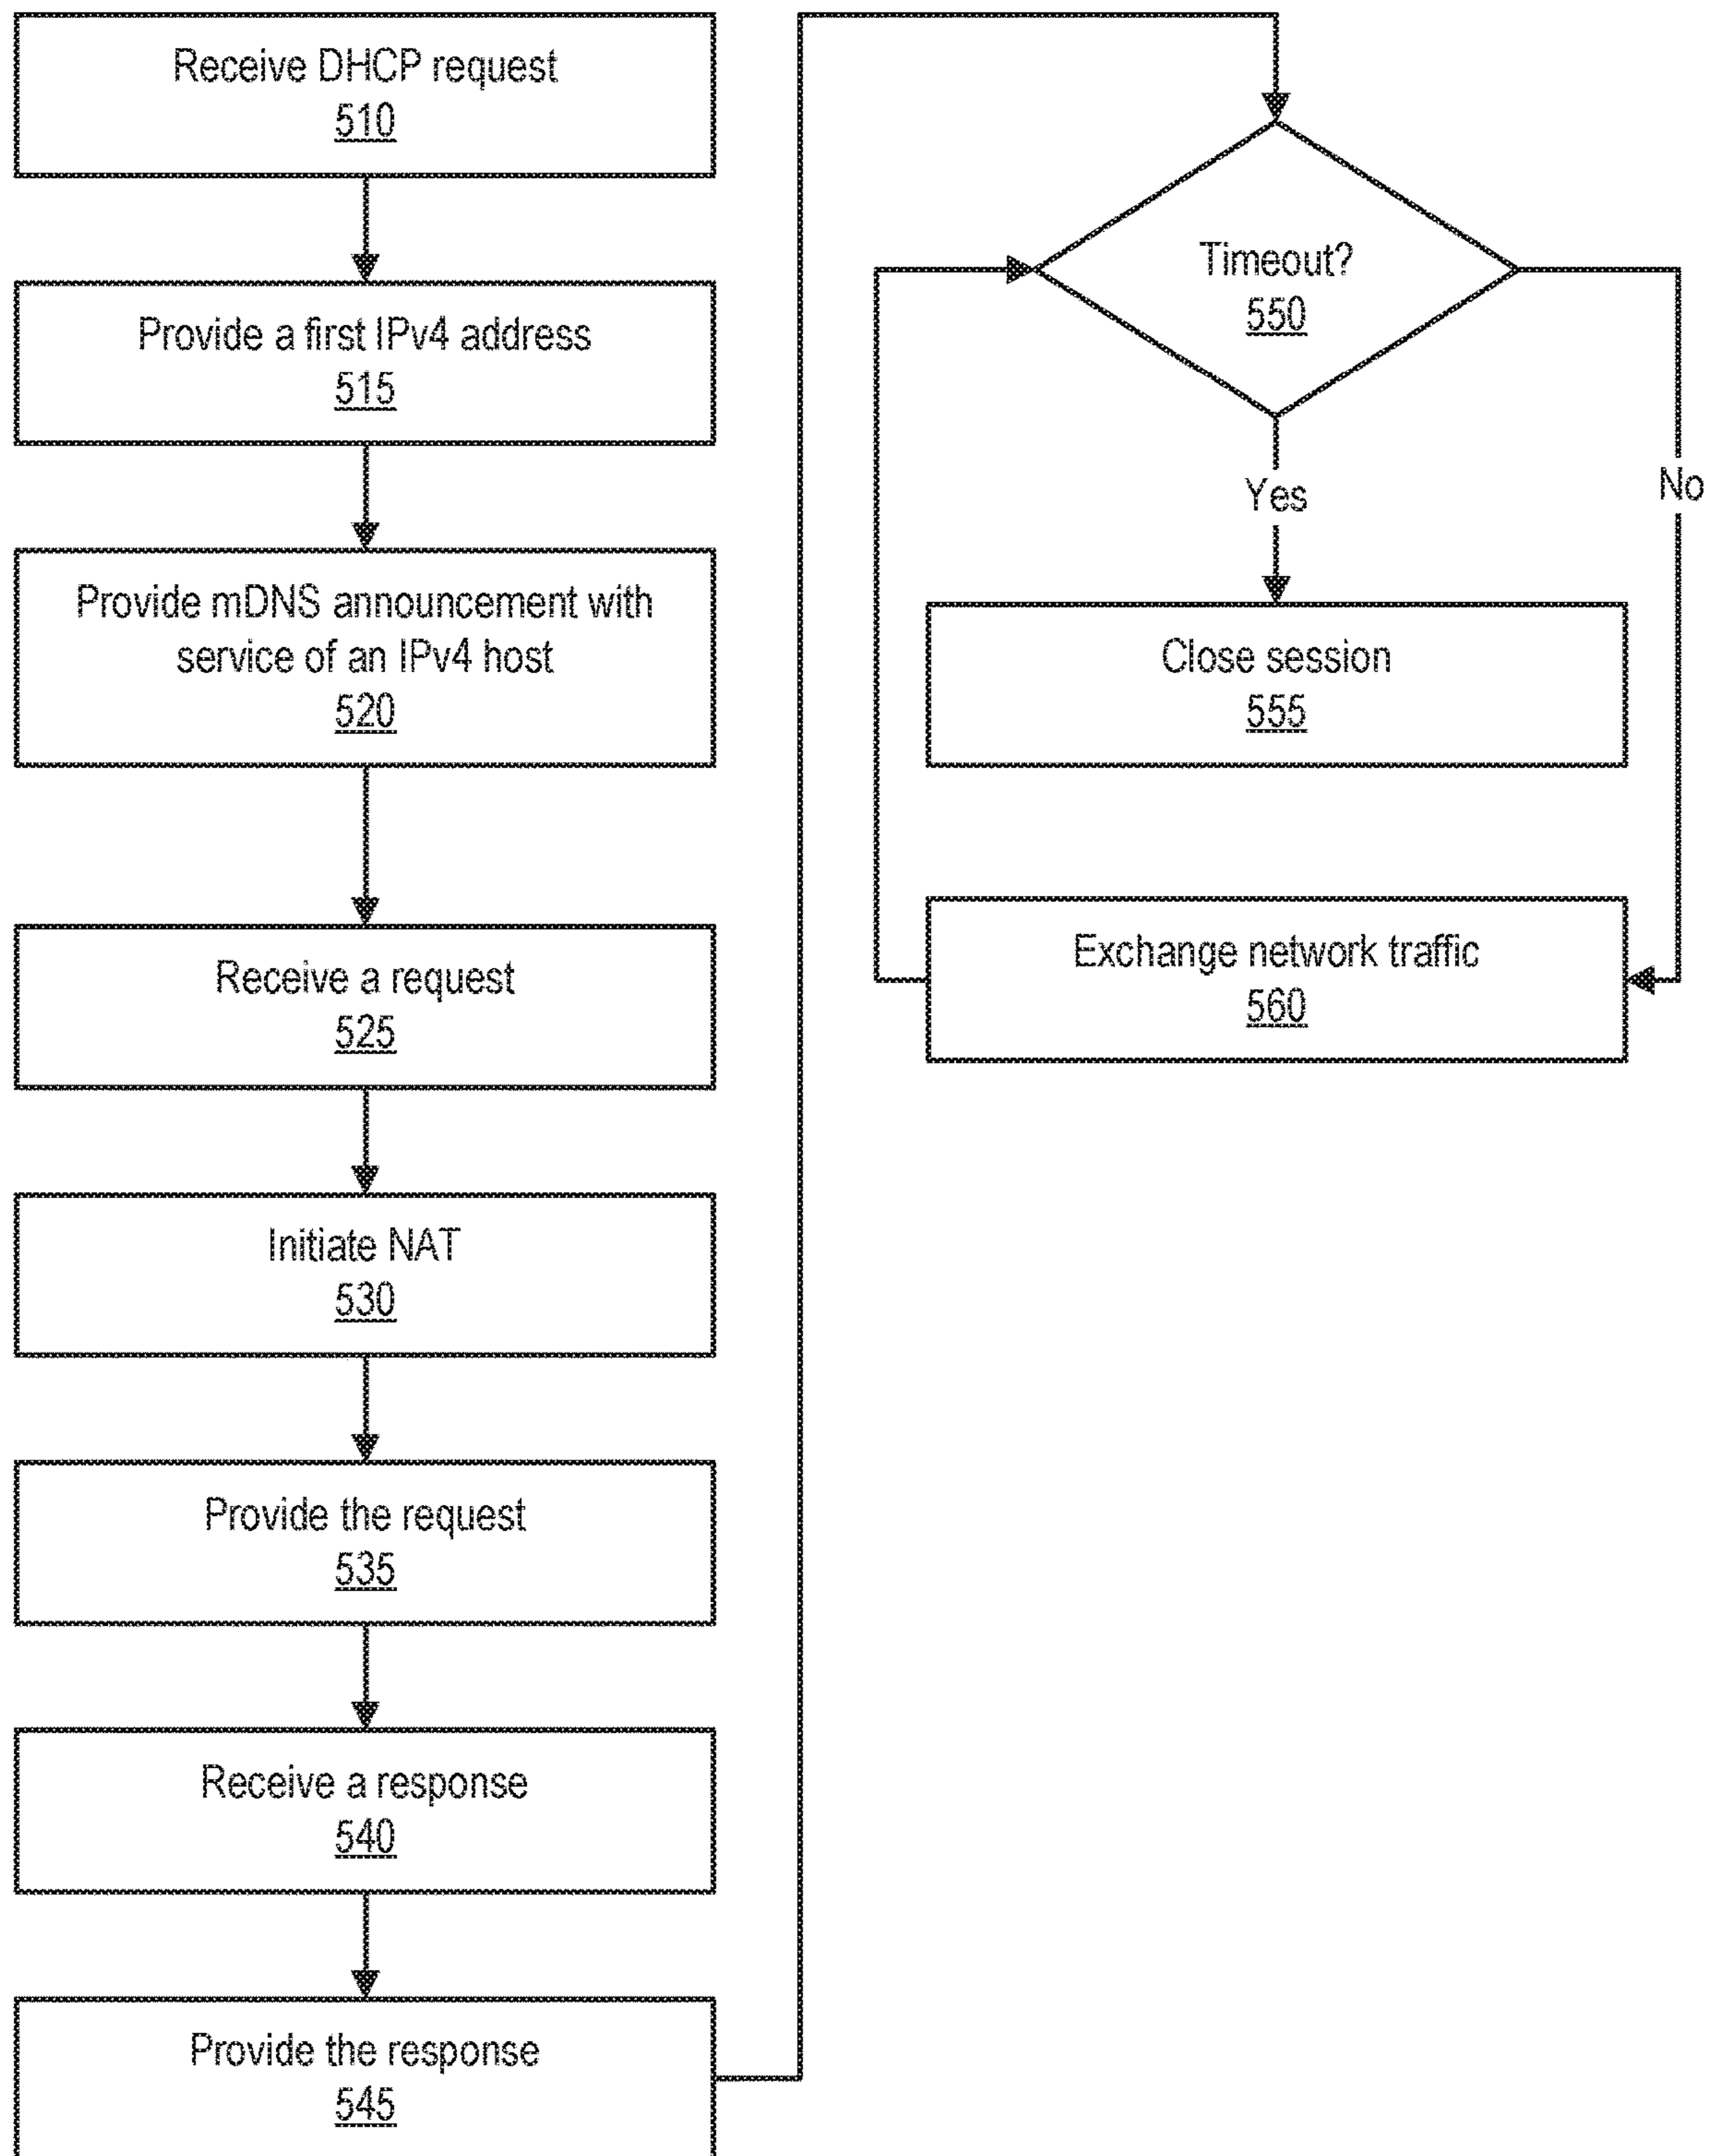 Receive DHCP request
510
Provide a first IPv4 address
515
Provide mDNS announcement with
service of an IPv4 host
520
Receive a request
525
Initiate NAT
530
Provide the request
535
Receive a response
540
Provide the response
545
Timeout?
550
Yes
No
Close session
555
Exchange network traffic
560